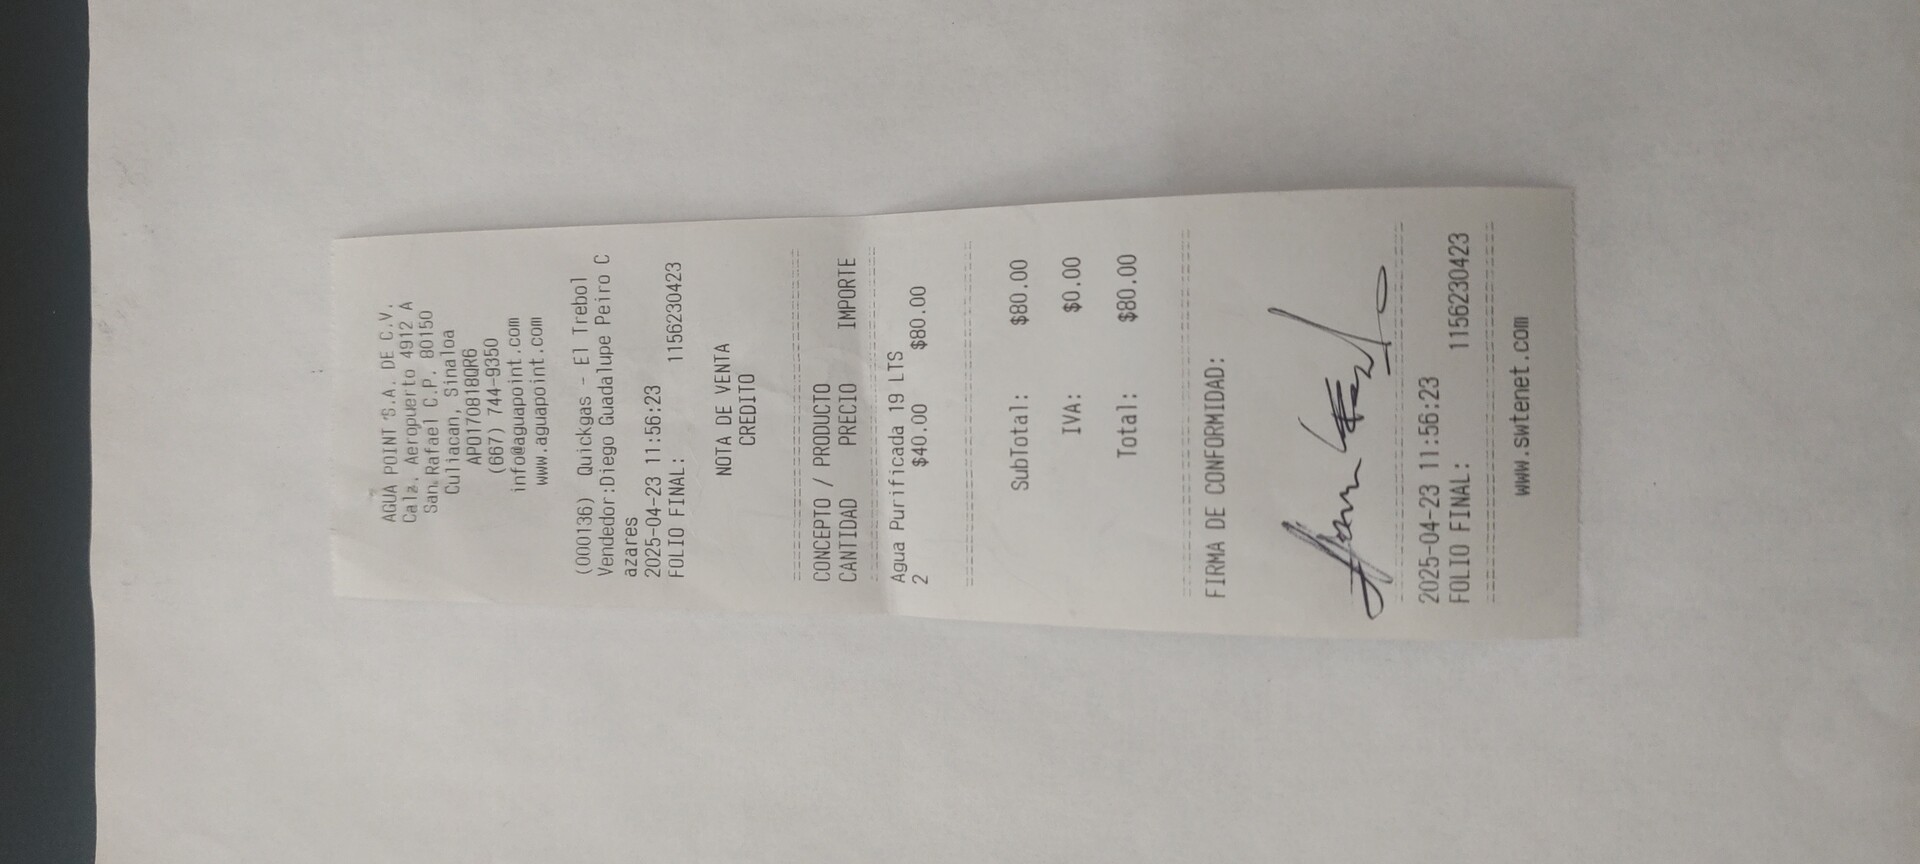 AGUA POINT S.A. DE C.V.
Calz. Aeropuerto 4912 A
San Rafael C.P. 80150
Culiacan, Sinaloa
APO170818QR6
(667) 744-9350
info@aguapoint.com
www.aguapoint.com
(000136) Quickgas - El Trebol
Vendedor:Diego Guadalupe Peiro C
azares
2025-04-23 11:56:23
FOLIO FINAL: 1156230423
NOTA DE VENTA
CREDITO
CONCEPTO / PRODUCTO
CANTIDAD PRECIO IMPORTE
Agua Purificada 19 LTS
2 $40.00 $80.00
SubTotal: $80.00
IVA: $0.00
Total: $80.00
FIRMA DE CONFORMIDAD:
2025-04-23 11:56:23
FOLIO FINAL: 1156230423
www.swtenet.com